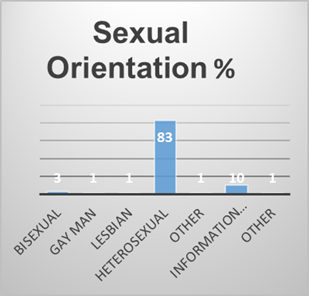 Sexual
Orientation %
3
1
1
83
1
10
1
BISEXUAL
GAY MAN
LESBIAN
HETEROSEXUAL
OTHER
INFORMATION...
OTHER